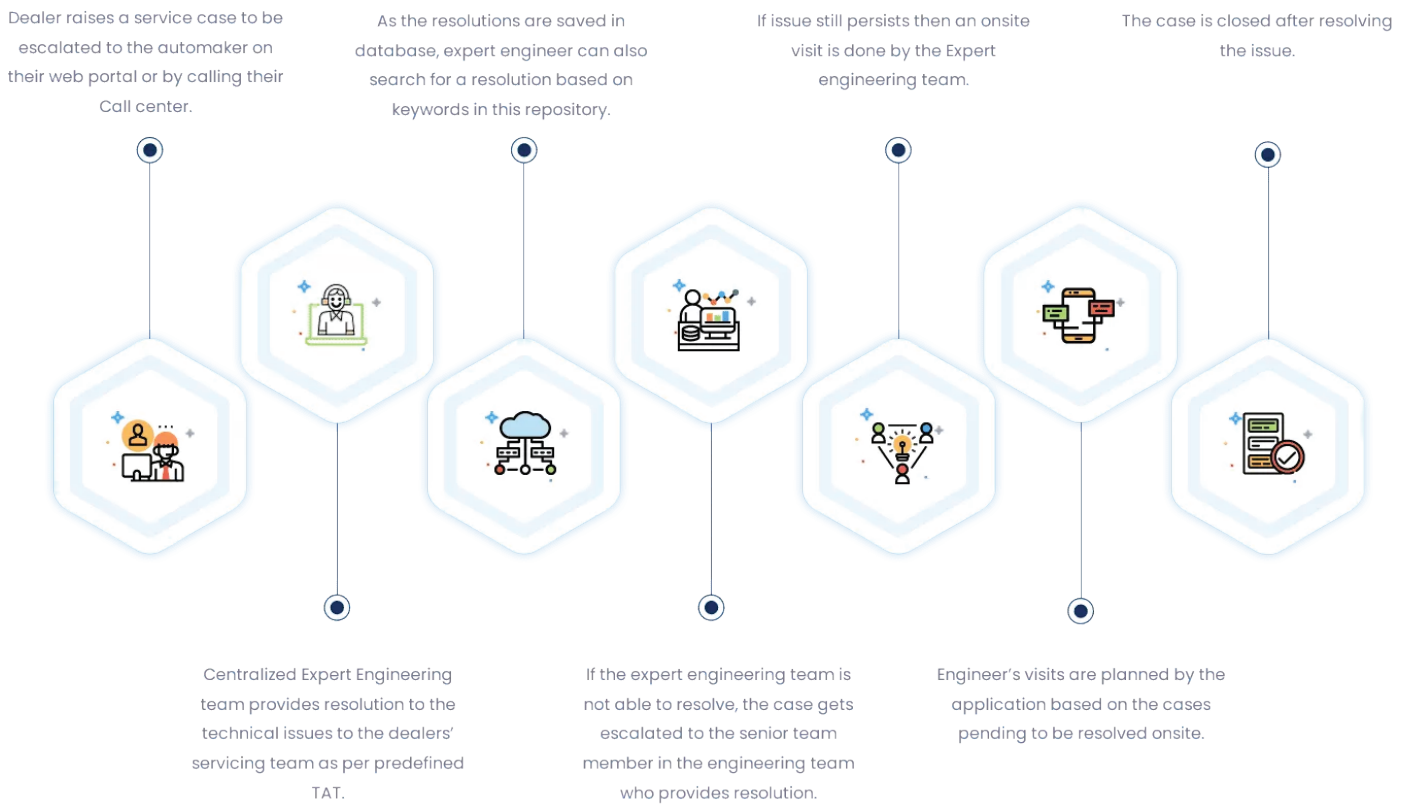 Dealer raises a service case to be
escalated to the automaker on
their web portal or by calling their
Call center.
Centralized Expert Engineering
team provides resolution to the
technical issues to the dealers’
servicing team as per predefined
TAT.
As the resolutions are saved in
database, expert engineer can also
search for a resolution based on
keywords in this repository.
If the expert engineering team is
not able to resolve, the case gets
escalated to the senior team
member in the engineering team
who provides resolution.
If issue still persists then an onsite
visit is done by the Expert
engineering team.
Engineer’s visits are planned by the
application based on the cases
pending to be resolved onsite.
The case is closed after resolving
the issue.